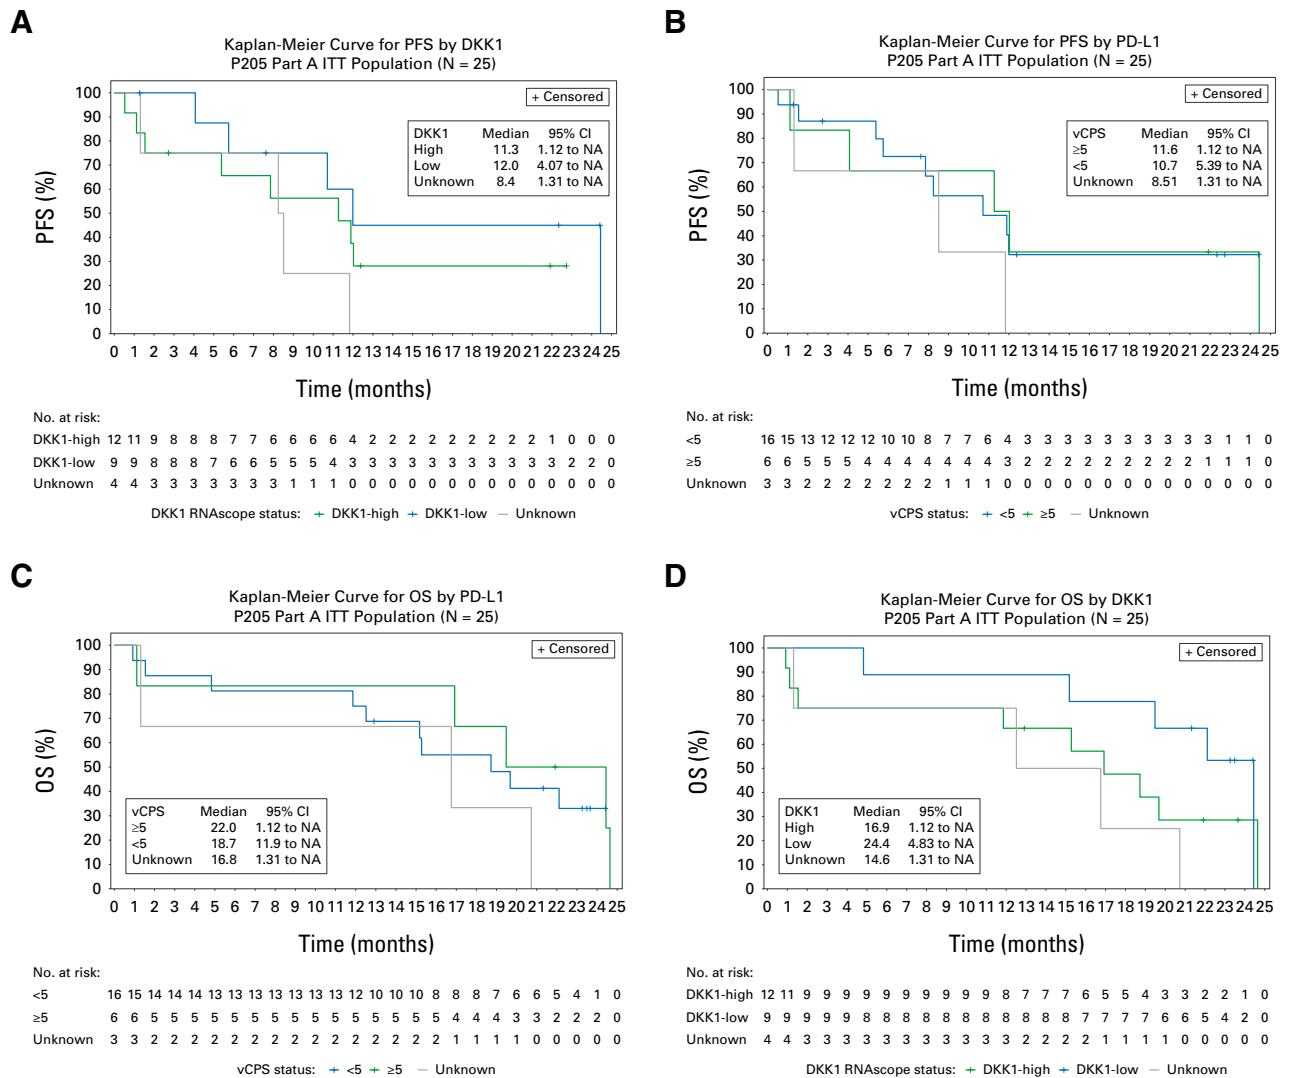 A
Kaplan-Meier Curve for PFS by DKK1
P205 Part A ITT Population (N = 25)
+ Censored
DKK1 Median 95% CI
High 11.3 1.12 to NA
Low 12.0 4.07 to NA
Unknown 8.4 1.31 to NA
PFS (%)
100
90
80
70
60
50
40
30
20
10
0
0 1 2 3 4 5 6 7 8 9 10 11 12 13 14 15 16 17 18 19 20 21 22 23 24 25
Time (months)
No. at risk:
DKK1-high 12 11 9 8 8 8 7 7 6 6 6 6 4 2 2 2 2 2 2 2 2 2 1 0 0 0
DKK1-low 9 9 8 8 8 7 6 6 5 5 5 4 3 3 3 3 3 3 3 3 3 3 3 2 2 0
Unknown 4 4 3 3 3 3 3 3 3 1 1 1 0 0 0 0 0 0 0 0 0 0 0 0 0 0
DKK1 RNAscope status: DKK1-high DKK1-low Unknown
B
Kaplan-Meier Curve for PFS by PD-L1
P205 Part A ITT Population (N = 25)
+ Censored
vCPS Median 95% CI
≥5 11.6 1.12 to NA
<5 10.7 5.39 to NA
Unknown 8.51 1.31 to NA
PFS (%)
100
90
80
70
60
50
40
30
20
10
0
0 1 2 3 4 5 6 7 8 9 10 11 12 13 14 15 16 17 18 19 20 21 22 23 24 25
Time (months)
No. at risk:
<5 16 15 13 12 12 12 10 10 8 7 7 6 4 3 3 3 3 3 3 3 3 3 3 1 1 0
≥5 6 6 5 5 5 4 4 4 4 4 4 4 3 2 2 2 2 2 2 2 2 2 1 1 1 0
Unknown 3 3 2 2 2 2 2 2 2 1 1 1 0 0 0 0 0 0 0 0 0 0 0 0 0 0
vCPS status: <5 ≥5 Unknown
C
Kaplan-Meier Curve for OS by PD-L1
P205 Part A ITT Population (N = 25)
+ Censored
OS (%)
100
90
80
70
60
50
40
30
20
10
0
vCPS Median 95% CI
≥5 22.0 1.12 to NA
<5 18.7 11.9 to NA
Unknown 16.8 1.31 to NA
0 1 2 3 4 5 6 7 8 9 10 11 12 13 14 15 16 17 18 19 20 21 22 23 24 25
Time (months)
No. at risk:
<5 16 15 14 14 14 13 13 13 13 13 13 13 12 10 10 10 8 8 8 7 6 6 5 4 1 0
≥5 6 6 5 5 5 5 5 5 5 5 5 5 5 5 5 5 5 4 4 4 3 3 2 2 2 0
Unknown 3 3 2 2 2 2 2 2 2 2 2 2 2 2 2 2 2 1 1 1 1 0 0 0 0 0
vCPS status: <5 ≥5 Unknown
D
Kaplan-Meier Curve for OS by DKK1
P205 Part A ITT Population (N = 25)
+ Censored
OS (%)
100
90
80
70
60
50
40
30
20
10
0
DKK1 Median 95% CI
High 16.9 1.12 to NA
Low 24.4 4.83 to NA
Unknown 14.6 1.31 to NA
0 1 2 3 4 5 6 7 8 9 10 11 12 13 14 15 16 17 18 19 20 21 22 23 24 25
Time (months)
No. at risk:
DKK1-high 12 11 9 9 9 9 9 9 9 9 9 9 8 7 7 7 6 5 5 4 3 3 2 2 1 0
DKK1-low 9 9 9 9 9 8 8 8 8 8 8 8 8 8 8 8 7 7 7 7 6 6 5 4 2 0
Unknown 4 4 3 3 3 3 3 3 3 3 3 3 3 2 2 2 2 1 1 1 1 0 0 0 0 0
DKK1 RNAscope status: DKK1-high DKK1-low Unknown